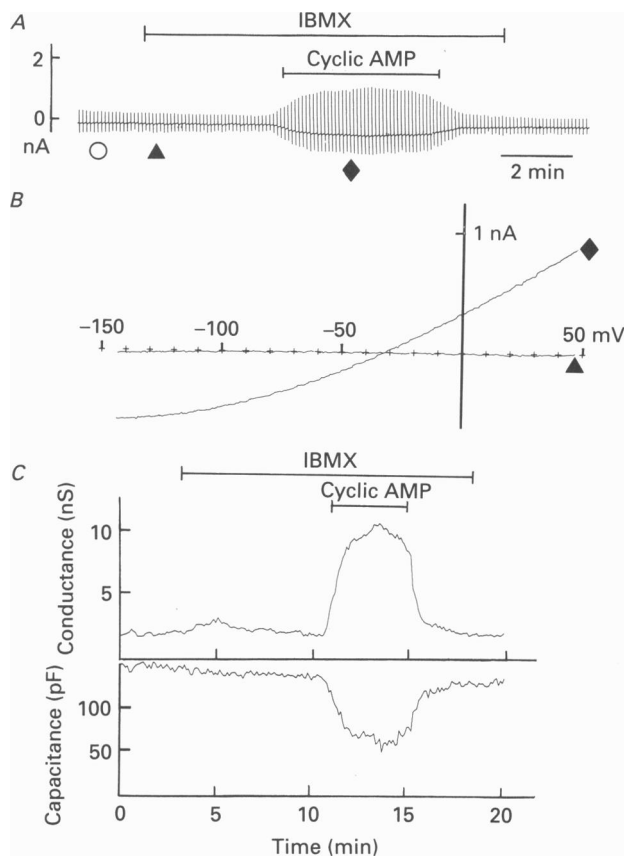 A
IBMX
Cyclic AMP
2
0
nA
2 min
B
1 nA
−150
−100
−50
50 mV
C
IBMX
Cyclic AMP
Conductance (nS)
10
5
Capacitance (pF)
100
50
0
5
10
15
20
Time (min)